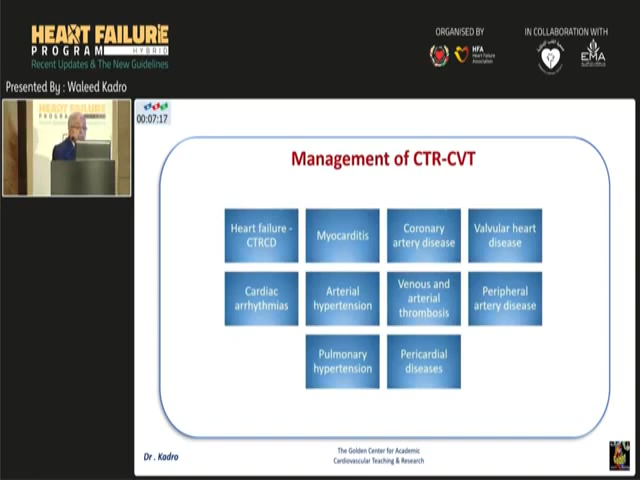 HEART FAILURE
PROGRAM HYBRID
Recent Updates & The New Guidelines
ORGANISED BY
HFA
Heart Failure
Association
IN COLLABORATION WITH
EMA
Presented By : Waleed Kadro
00:07:17
Management of CTR-CVT
Heart failure -
CTRCD
Myocarditis
Coronary
artery disease
Valvular heart
disease
Cardiac
arrhythmias
Arterial
hypertension
Venous and
arterial
thrombosis
Peripheral
artery disease
Pulmonary
hypertension
Pericardial
diseases
Dr . Kadro
The Golden Center for Academic
Cardiovascular Teaching & Research